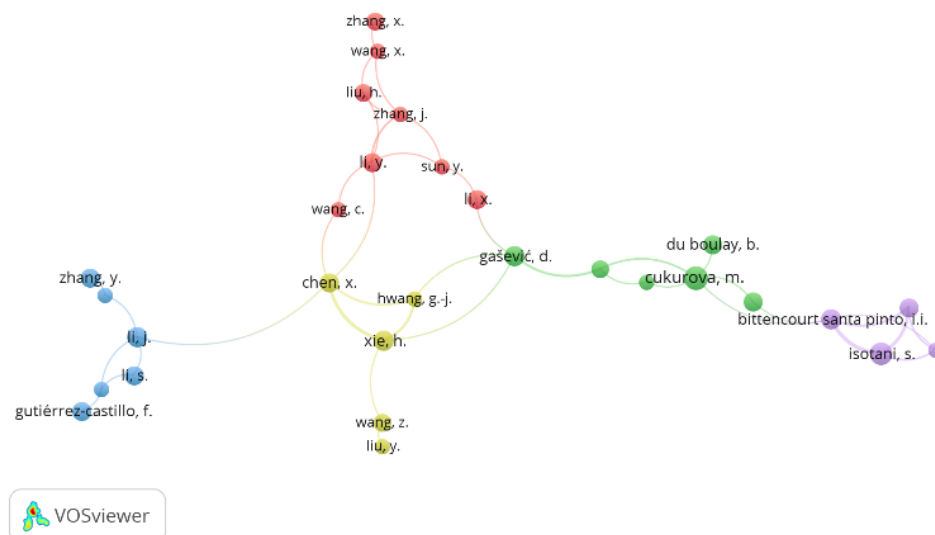 zhang, x.
wang, x.
liu, h.
zhang, j.
li, y.
sun, y.
li, x.
wang, c.
du boulay, b.
gašević, d.
zhang, y.
chen, x.
cukurova, m.
hwang, g.-j.
bittencourt santa pinto, i.i.
li, j.
xie, h.
isotani, s.
li, s.
gutiérrez-castillo, f.
wang, z.
liu, y.
VOSviewer